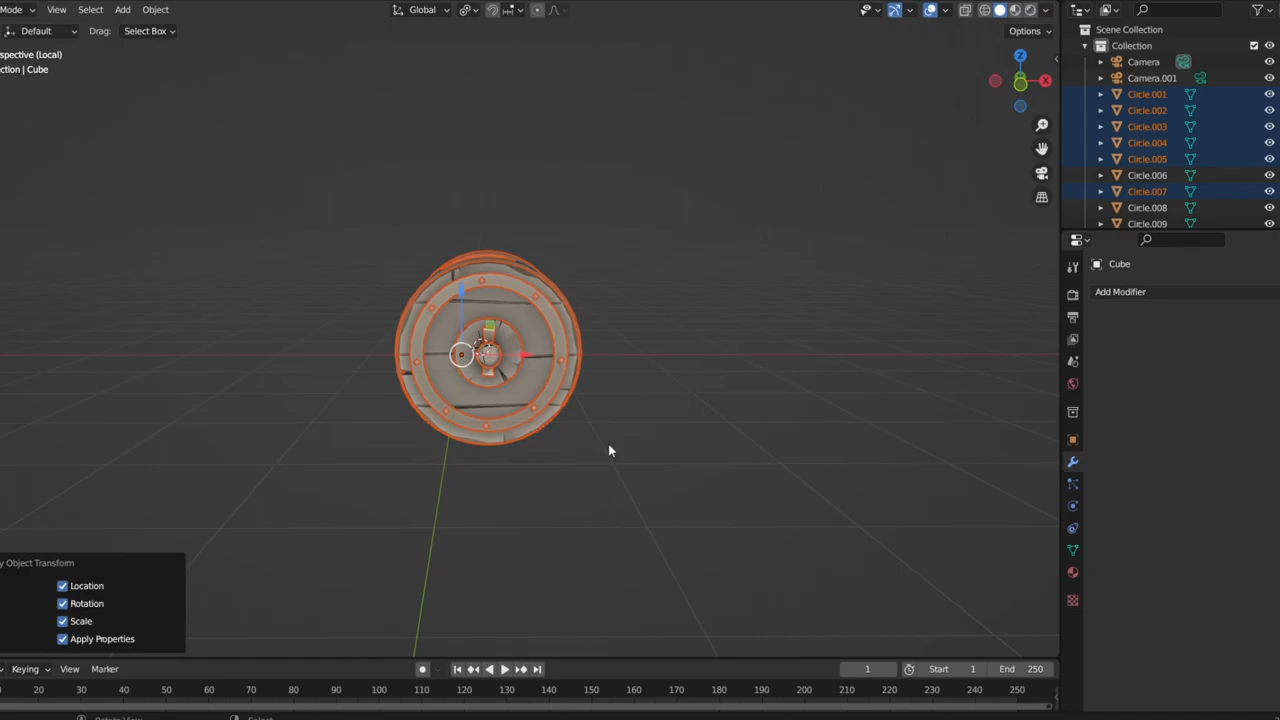 Mode View Select Add Object Global
Default Drag: Select Box Options
spective (Local)
ection | Cube
Z
X
Scene Collection
Collection
Camera
Camera.001
Circle.001
Circle.002
Circle.003
Circle.004
Circle.005
Circle.006
Circle.007
Circle.008
Circle.009
Cube
Add Modifier
y Object Transform
Location
Rotation
Scale
Apply Properties
Keying View Marker 1 Start 1 End 250
20 30 40 50 60 70 80 90 100 110 120 130 140 150 160 170 180 190 200 210 220 230 240 250
Rotate View Select